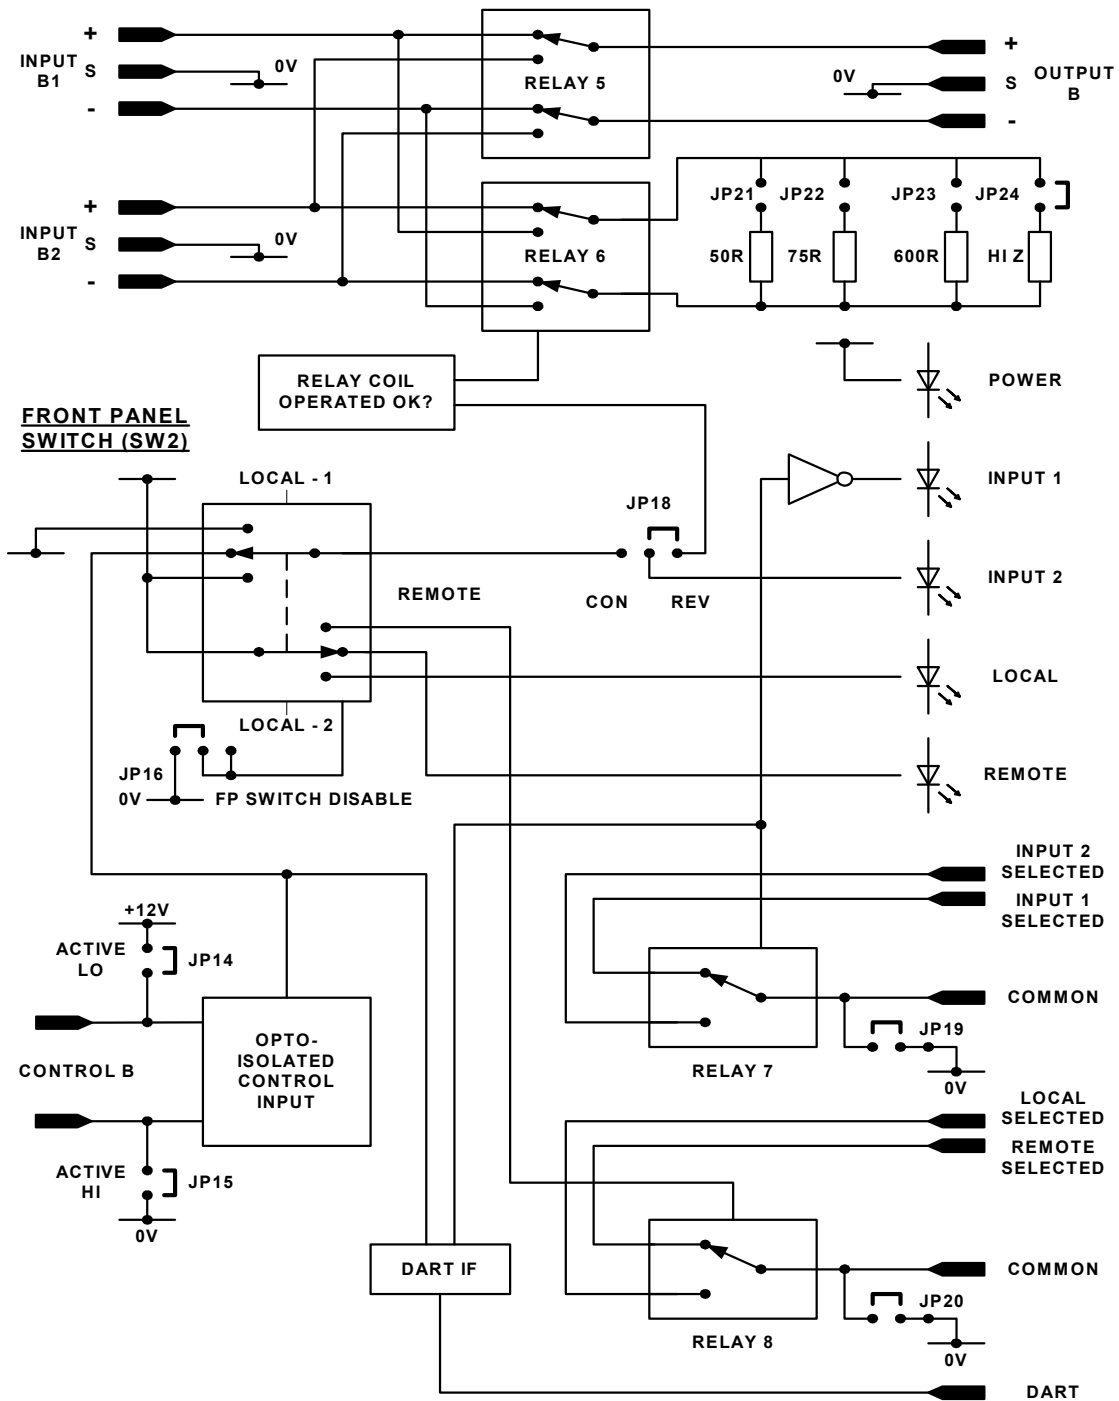 +
INPUT
B1
S
0V
-
RELAY 5
+
0V
S
OUTPUT
B
-
+
INPUT
B2
S
0V
-
RELAY 6
JP21
JP22
JP23
JP24
50R
75R
600R
HI Z
RELAY COIL
OPERATED OK?
POWER
FRONT PANEL
SWITCH (SW2)
LOCAL - 1
INPUT 1
JP18
INPUT 2
REMOTE
CON
REV
LOCAL
LOCAL - 2
JP16
0V
FP SWITCH DISABLE
REMOTE
INPUT 2
SELECTED
INPUT 1
SELECTED
+12V
ACTIVE
LO
JP14
COMMON
OPTO-
ISOLATED
CONTROL
INPUT
CONTROL B
RELAY 7
JP19
0V
LOCAL
SELECTED
REMOTE
SELECTED
ACTIVE
HI
JP15
0V
DART IF
COMMON
JP20
RELAY 8
0V
DART